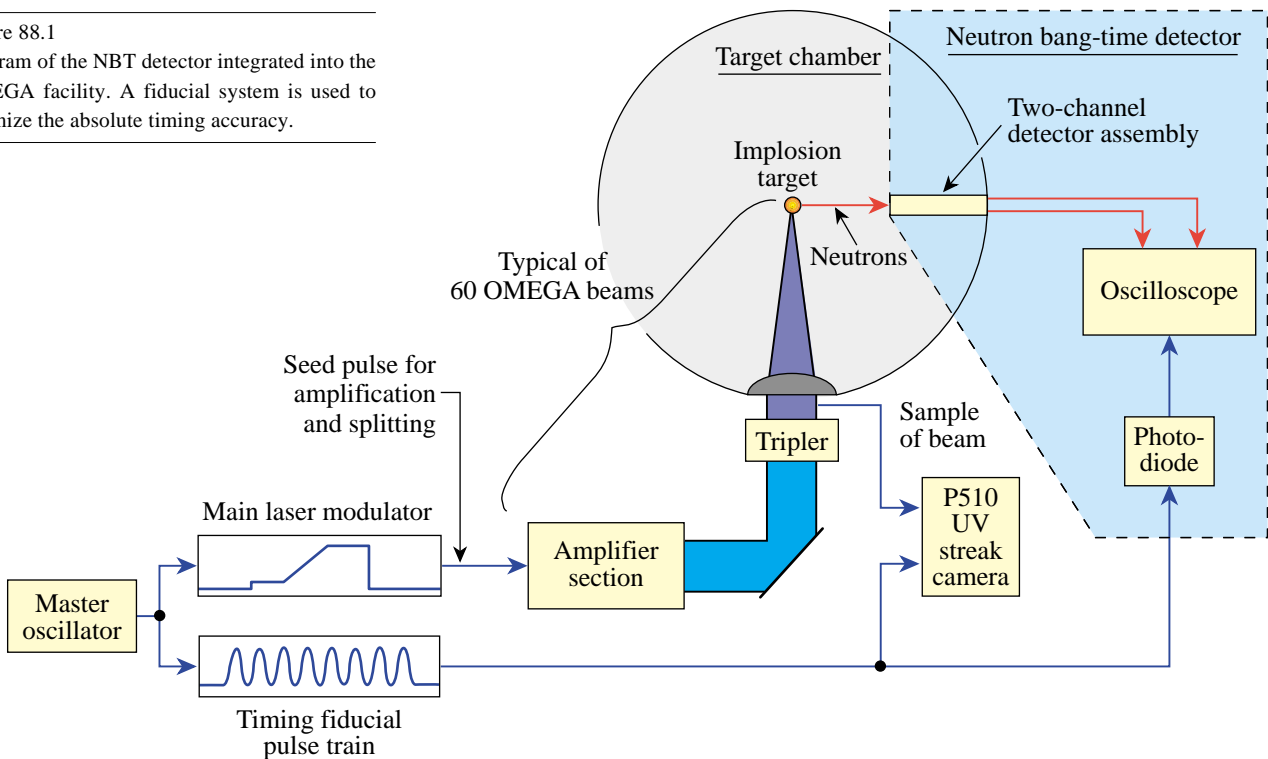 re 88.1
ram of the NBT detector integrated into the
EGA facility. A fiducial system is used to
nize the absolute timing accuracy.
Target chamber
Neutron bang-time detector
Two-channel
detector assembly
Implosion
target
Neutrons
Typical of
60 OMEGA beams
Oscilloscope
Seed pulse for
amplification
and splitting
Sample
of beam
Tripler
Photo-
diode
Main laser modulator
P510
UV
streak
camera
Amplifier
section
Master
oscillator
Timing fiducial
pulse train